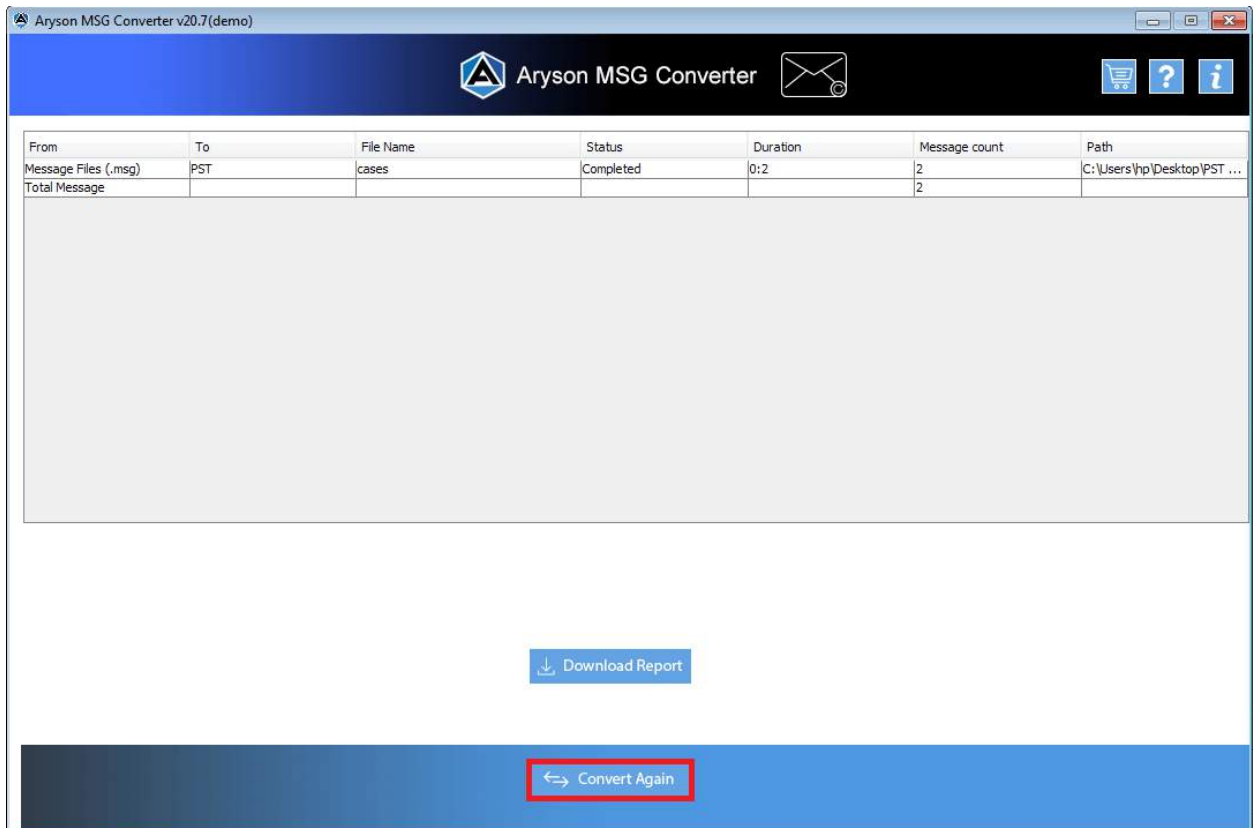 Aryson MSG Converter v20.7(demo)
Aryson MSG Converter
From To File Name Status Duration Message count Path
Message Files (.msg) PST cases Completed 0:2 2 C:\Users\hp\Desktop\PST ...
Total Message 2
Download Report
Convert Again